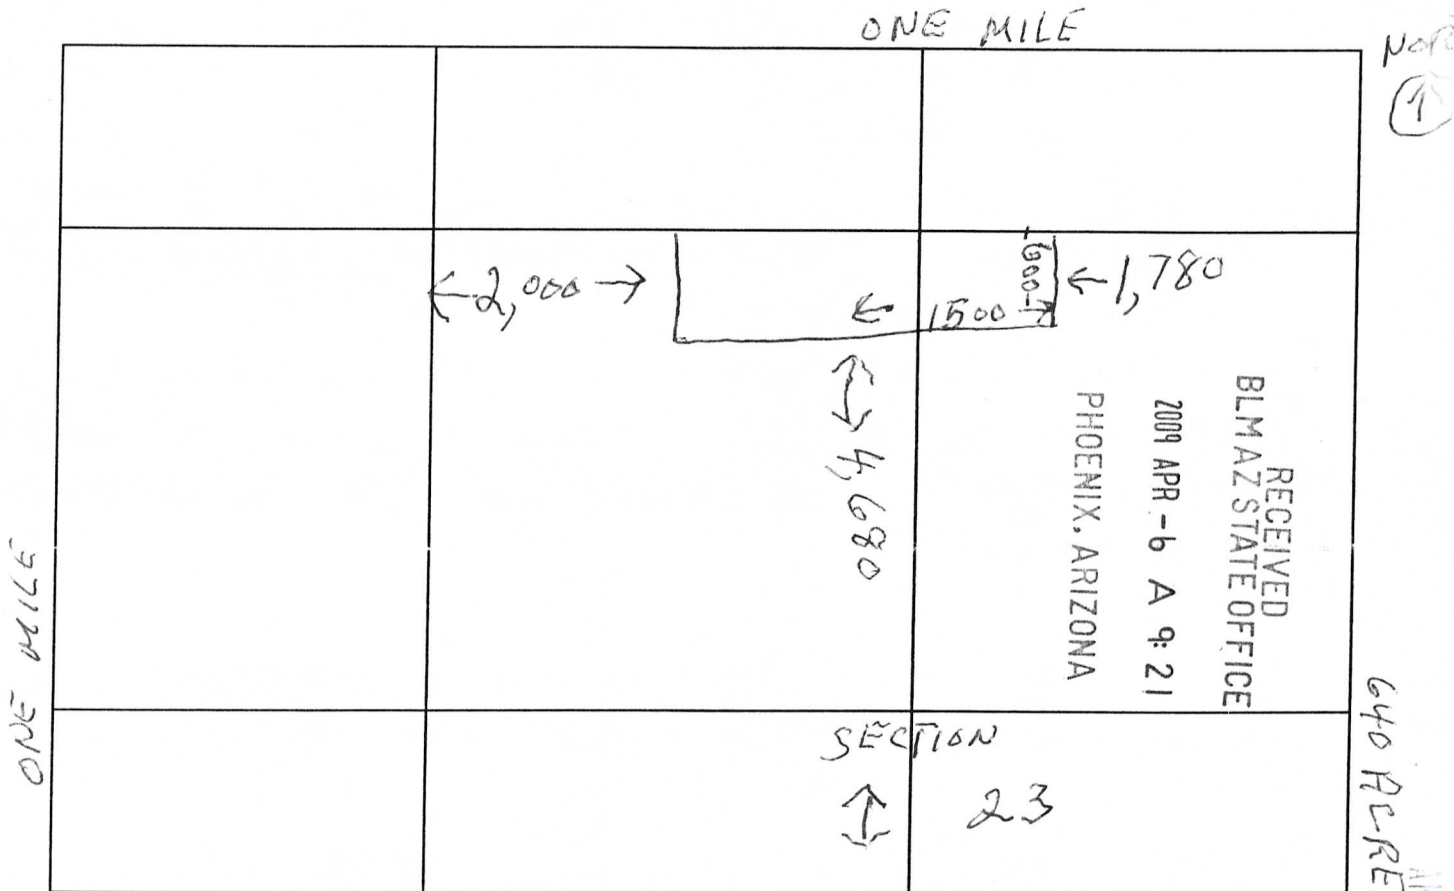 ONE MILE
1
2,000
600
1500
1,780
4,680
RECEIVED
BLM AZ STATE OFFICE
2009 APR -6 A 9:21
PHOENIX, ARIZONA
ONE MILE
640 ACRE
SECTION
23